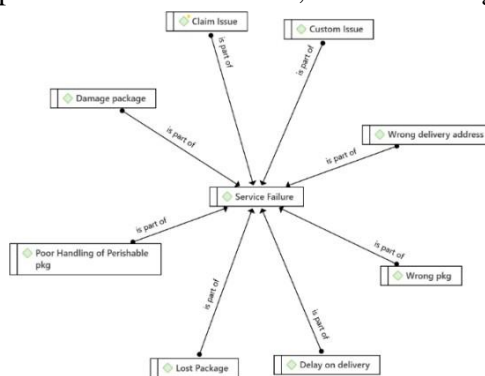 Claim Issue
Custom Issue
is part of
is part of
Damage package
is part of
Wrong delivery address
is part of
Service Failure
is part of
Poor Handling of Perishable
pkg
is part of
Wrong pkg
is part of
is part of
Lost Package
Delay on delivery